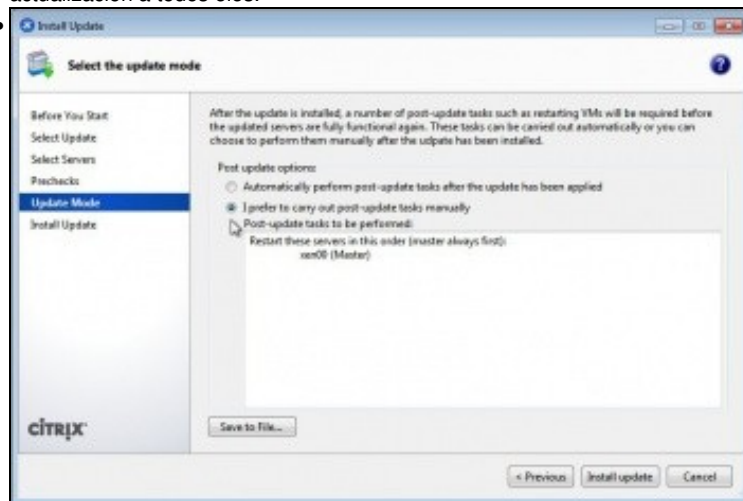 actualización a todos ellos.
Install Update
Select the update mode
Before You Start
Select Update
Select Servers
Prechecks
Update Mode
Install Update
After the update is installed, a number of post-update tasks such as restarting VMs will be required before
the updated servers are fully functional again. These tasks can be carried out automatically or you can
choose to perform them manually after the udpate has been installed.
Post update options:
Automatically perform post-update tasks after the update has been applied
I prefer to carry out post-update tasks manually
Post-update tasks to be performed:
Restart these servers in this order (master always first):
xen00 (Master)
CITRIX
Save to File...
< Previous
Install update
Cancel